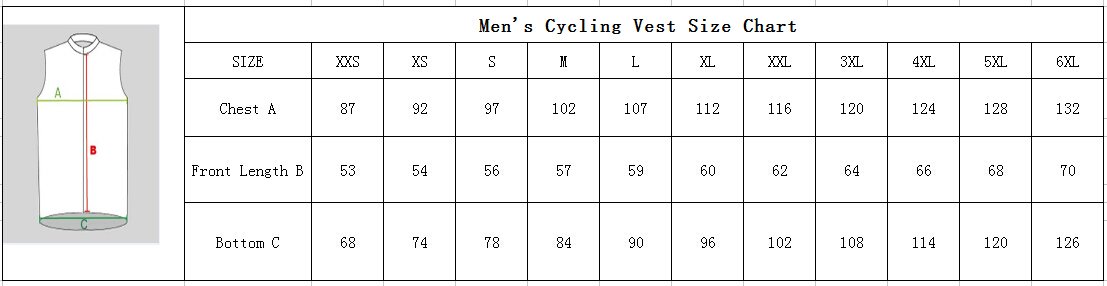 Men's Cycling Vest Size Chart
SIZE XXS XS S M L XL XXL 3XL 4XL 5XL 6XL
A
Chest A 87 92 97 102 107 112 116 120 124 128 132
B
Front Length B 53 54 56 57 59 60 62 64 66 68 70
C
Bottom C 68 74 78 84 90 96 102 108 114 120 126